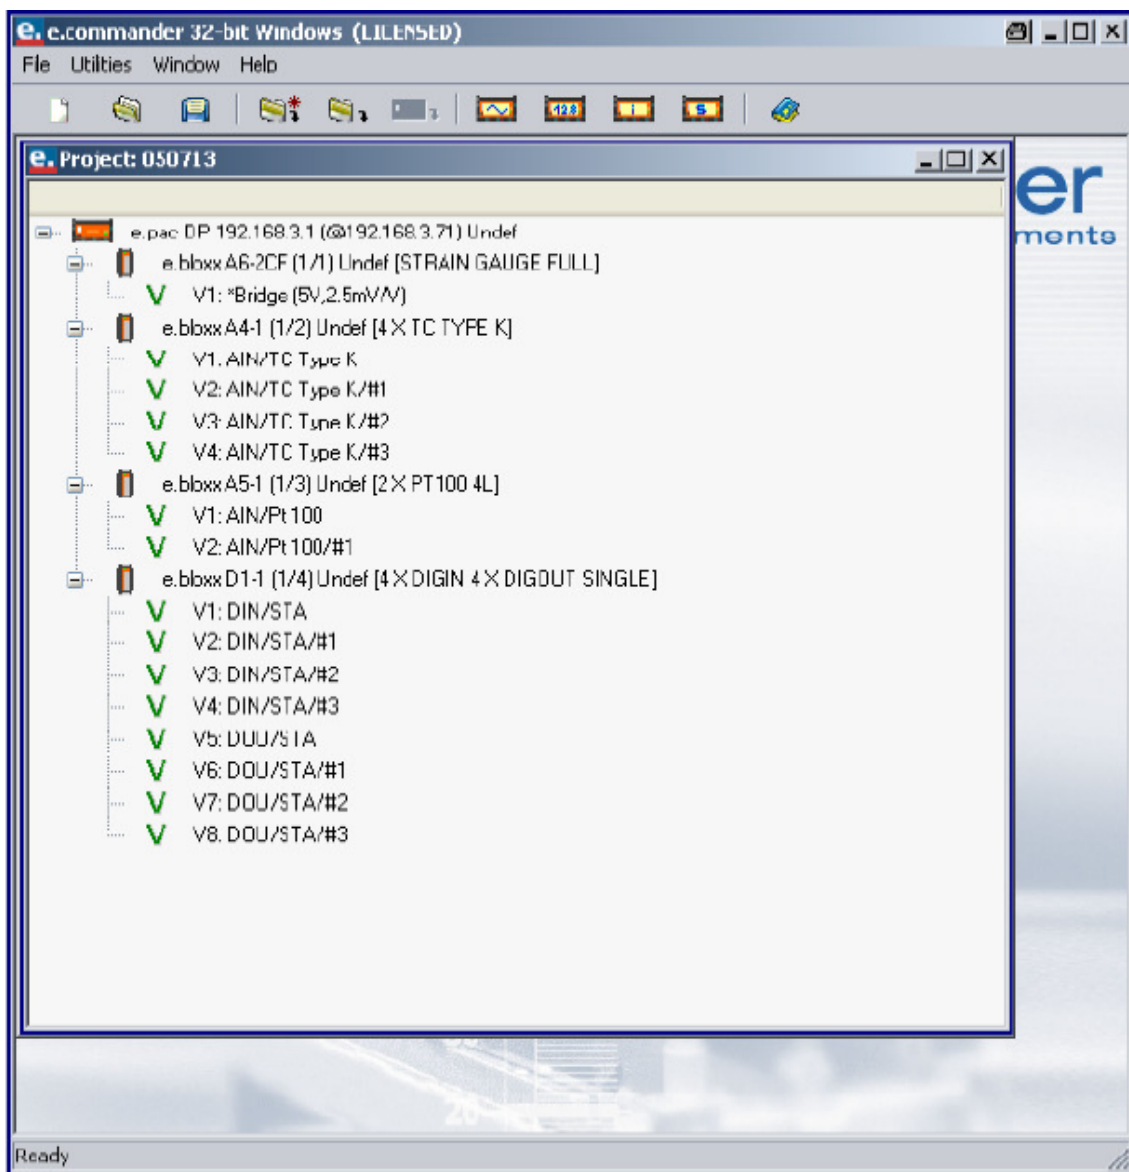 e. e.commander 32-bit Windows (LICENSED)
File Utilities Window Help
12.8 i S
e. Project: 050713
er
ments
e.pac DP 192.168.3.1 (@192.168.3.71) Undef
e.bloxx A6-2CF (1/1) Undef [STRAIN GAUGE FULL]
V V1: *Bridge (5V,2.5mV/V)
e.bloxx A4-1 (1/2) Undef [4 X TC TYPE K]
V V1: AIN/TC Type K
V V2: AIN/TC Type K/#1
V V3: AIN/TC Type K/#2
V V4: AIN/TC Type K/#3
e.bloxx A5-1 (1/3) Undef [2 X PT100 4L]
V V1: AIN/Pt100
V V2: AIN/Pt100/#1
e.bloxx D1-1 (1/4) Undef [4 X DIGIN 4 X DIGOUT SINGLE]
V V1: DIN/STA
V V2: DIN/STA/#1
V V3: DIN/STA/#2
V V4: DIN/STA/#3
V V5: DOU/STA
V V6: DOU/STA/#1
V V7: DOU/STA/#2
V V8: DOU/STA/#3
20
Ready